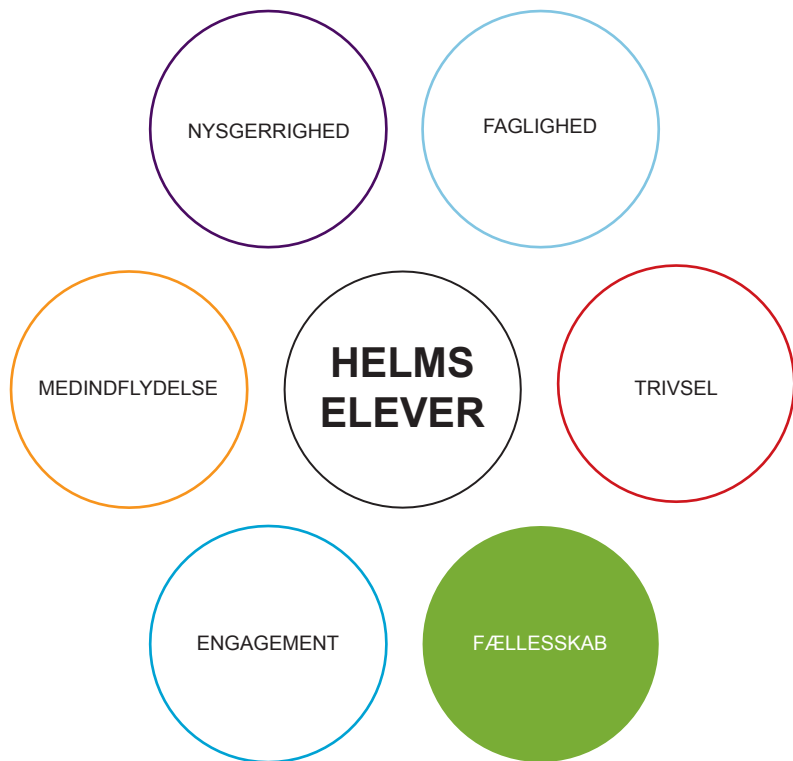 NYSGERRIGHED
FAGLIGHED
MEDINDFLYDELSE
HELMS
ELEVER
TRIVSEL
ENGAGEMENT
FÆLLESSKAB